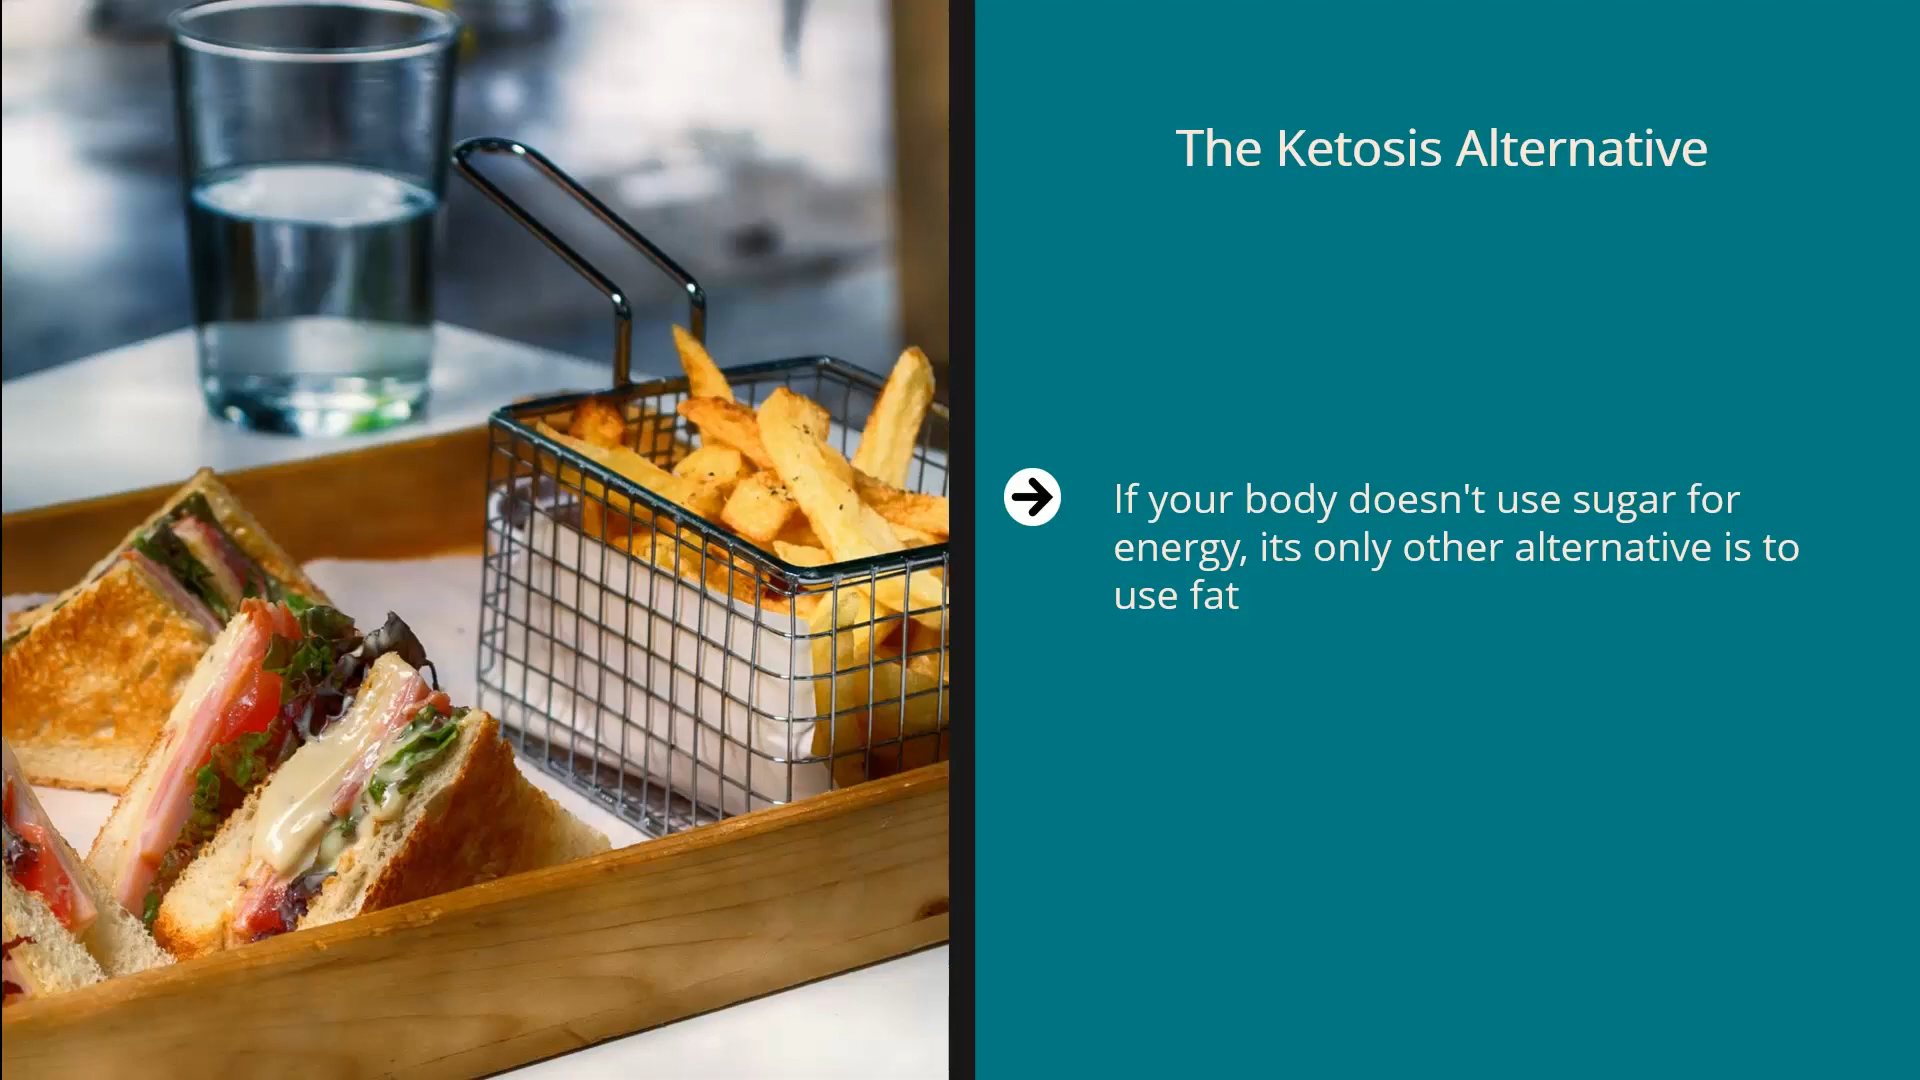 The Ketosis Alternative
If your body doesn't use sugar for
energy, its only other alternative is to
use fat